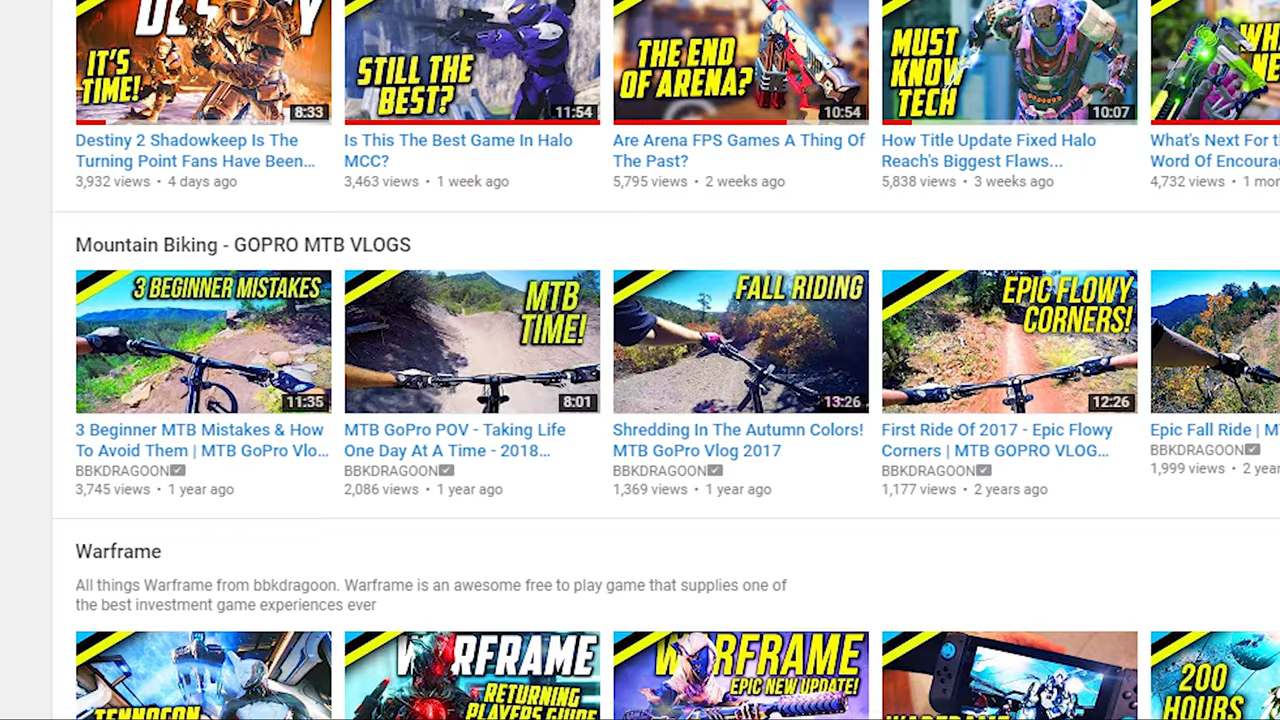 DESTINY
IT'S
TIME!
8:33
STILL THE
BEST?
11:54
THE END
OF ARENA?
10:54
MUST
KNOW
TECH
10:07
Destiny 2 Shadowkeep Is The
Turning Point Fans Have Been...
3,932 views • 4 days ago
Is This The Best Game In Halo
MCC?
3,463 views • 1 week ago
Are Arena FPS Games A Thing Of
The Past?
5,795 views • 2 weeks ago
How Title Update Fixed Halo
Reach's Biggest Flaws...
5,838 views • 3 weeks ago
What's Next For
Word Of
4,732 views • 1
Mountain Biking - GOPRO MTB VLOGS
3 BEGINNER MISTAKES
11:35
MTB
TIME!
8:01
FALL RIDING
13:26
EPIC FLOWY
CORNERS!
12:26
3 Beginner MTB Mistakes & How
To Avoid Them | MTB GoPro Vlo...
BBKDRAGOON
3,745 views • 1 year ago
MTB GoPro POV - Taking Life
One Day At A Time - 2018...
BBKDRAGOON
2,086 views • 1 year ago
Shredding In The Autumn Colors!
MTB GoPro Vlog 2017
BBKDRAGOON
1,369 views • 1 year ago
First Ride Of 2017 - Epic Flowy
Corners | MTB GOPRO VLOG...
BBKDRAGOON
1,177 views • 2 years ago
Epic Fall Ride |
BBKDRAGOON
1,999 views • 2
Warframe
All things Warframe from bbkdragoon. Warframe is an awesome free to play game that supplies one of
the best investment game experiences ever
TENNOGEN
WARFRAME
RETURNING
PLAYERS GUIDE
WARFRAME
EPIC NEW UPDATE!
WARFRAME
200
HOURS